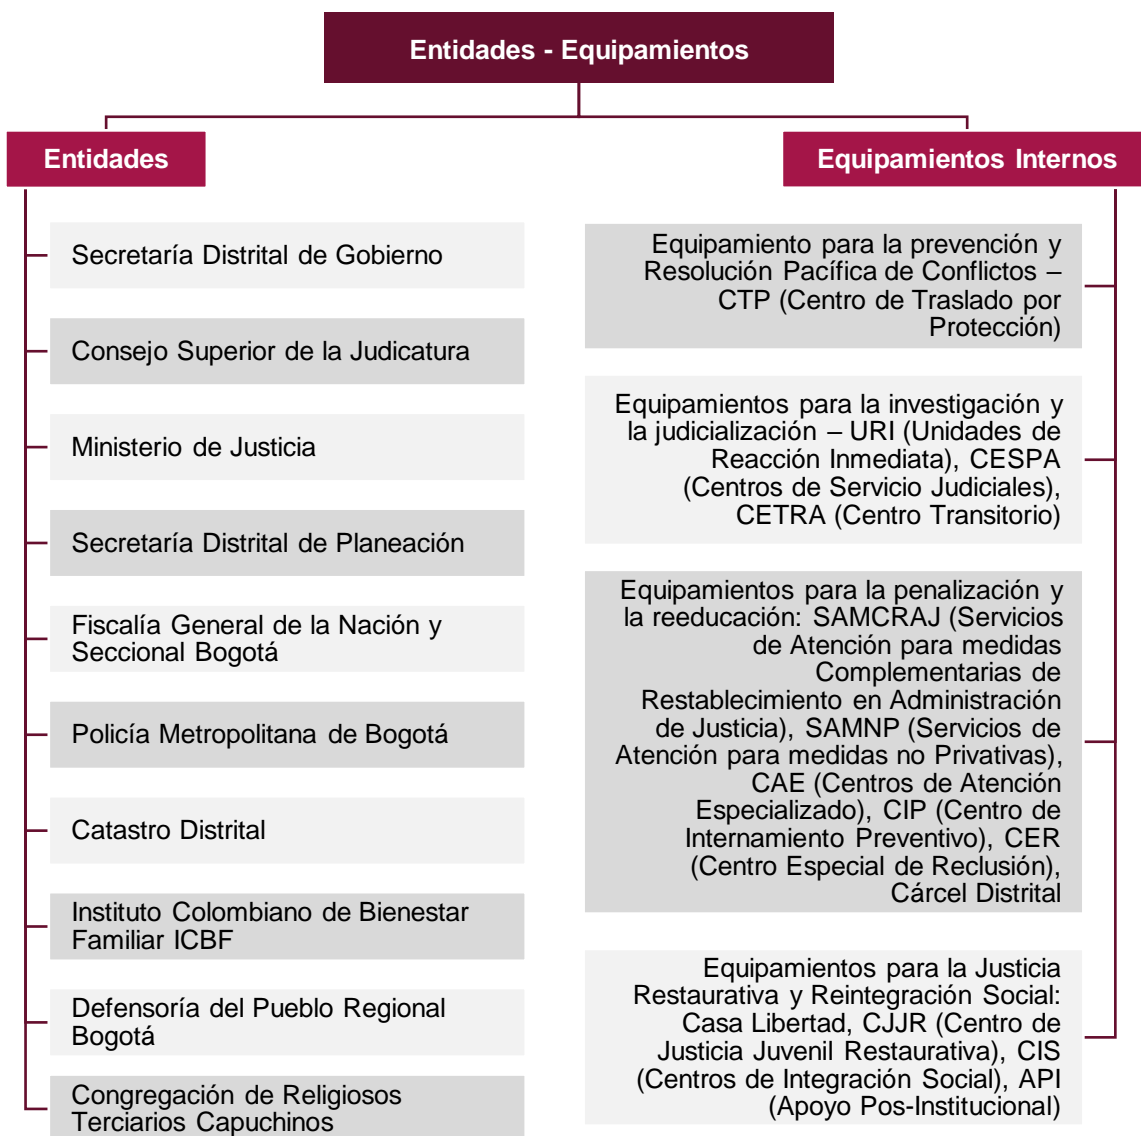 Entidades - Equipamientos
Entidades
Secretaría Distrital de Gobierno
Consejo Superior de la Judicatura
Ministerio de Justicia
Secretaría Distrital de Planeación
Fiscalía General de la Nación y
Seccional Bogotá
Policía Metropolitana de Bogotá
Catastro Distrital
Instituto Colombiano de Bienestar
Familiar ICBF
Defensoría del Pueblo Regional
Bogotá
Congregación de Religiosos
Terciarios Capuchinos
Equipamientos Internos
Equipamiento para la prevención y
Resolución Pacífica de Conflictos –
CTP (Centro de Traslado por
Protección)
Equipamientos para la investigación y
la judicialización – URI (Unidades de
Reacción Inmediata), CESPA
(Centros de Servicio Judiciales),
CETRA (Centro Transitorio)
Equipamientos para la penalización y
la reeducación: SAMCRAJ (Servicios
de Atención para medidas
Complementarias de
Restablecimiento en Administración
de Justicia), SAMNP (Servicios de
Atención para medidas no Privativas),
CAE (Centros de Atención
Especializado), CIP (Centro de
Internamiento Preventivo), CER
(Centro Especial de Reclusión),
Cárcel Distrital
Equipamientos para la Justicia
Restaurativa y Reintegración Social:
Casa Libertad, CJJR (Centro de
Justicia Juvenil Restaurativa), CIS
(Centros de Integración Social), API
(Apoyo Pos-Institucional)